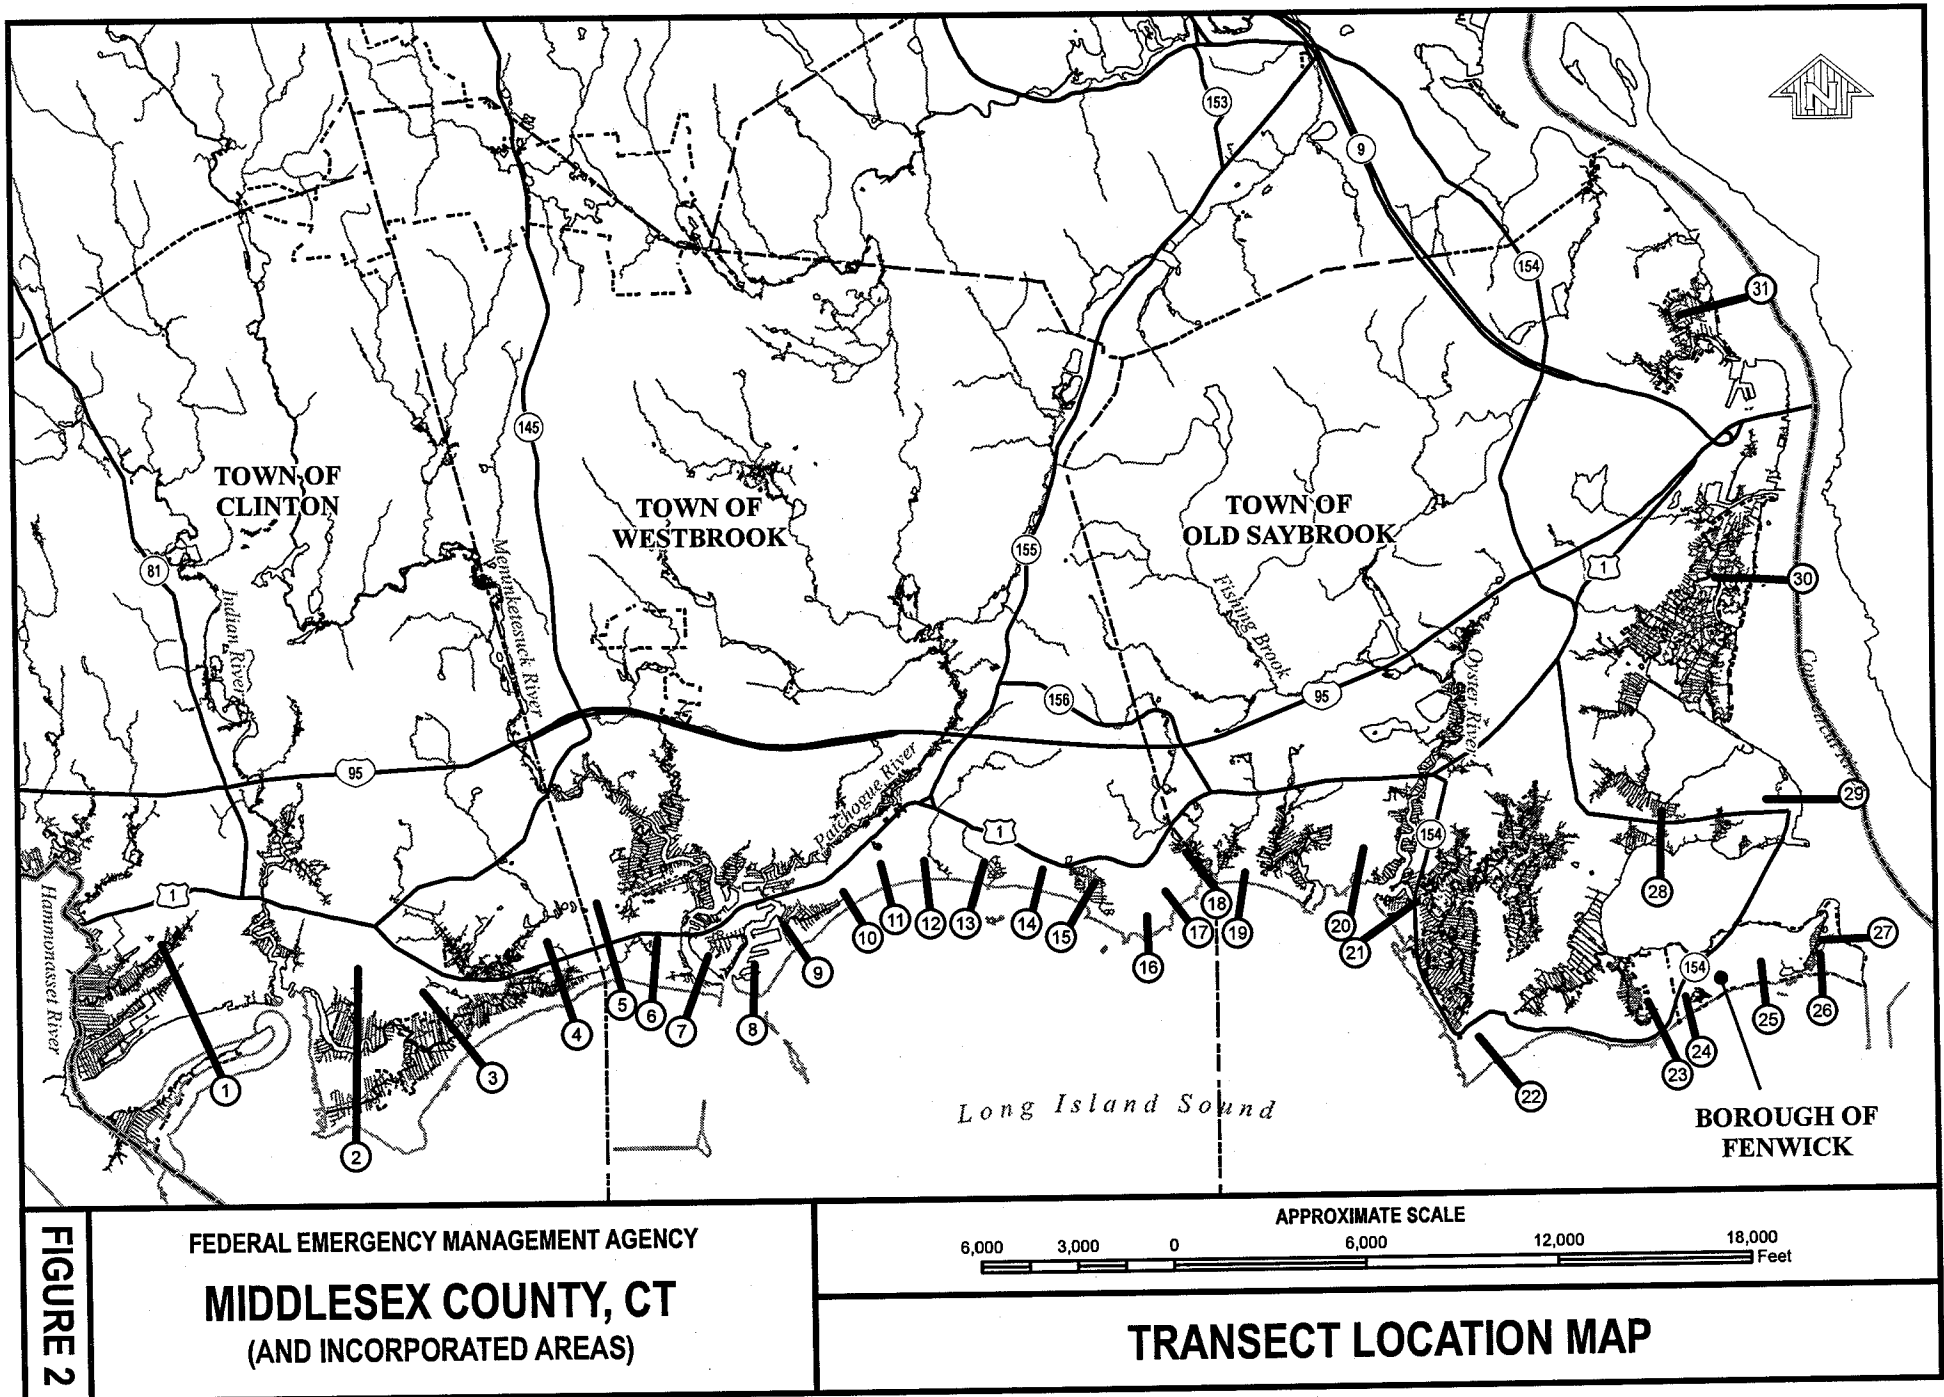 N
153
9
154
31
145
TOWN OF
CLINTON
TOWN OF
WESTBROOK
TOWN OF
OLD SAYBROOK
81
155
1
30
Indian River
Menunketesuck River
Fishing Brook
Oyster River
156
95
95
Patchogue River
29
1
1
154
28
Hammonasset River
27
154
1
2
3
4
5
6
7
8
9
10
11
12
13
14
15
16
17
18
19
20
21
22
23
24
25
26
Long Island Sound
BOROUGH OF
FENWICK
FIGURE 2
FEDERAL EMERGENCY MANAGEMENT AGENCY
MIDDLESEX COUNTY, CT
(AND INCORPORATED AREAS)
APPROXIMATE SCALE
6,000 3,000 0 6,000 12,000 18,000
Feet
TRANSECT LOCATION MAP